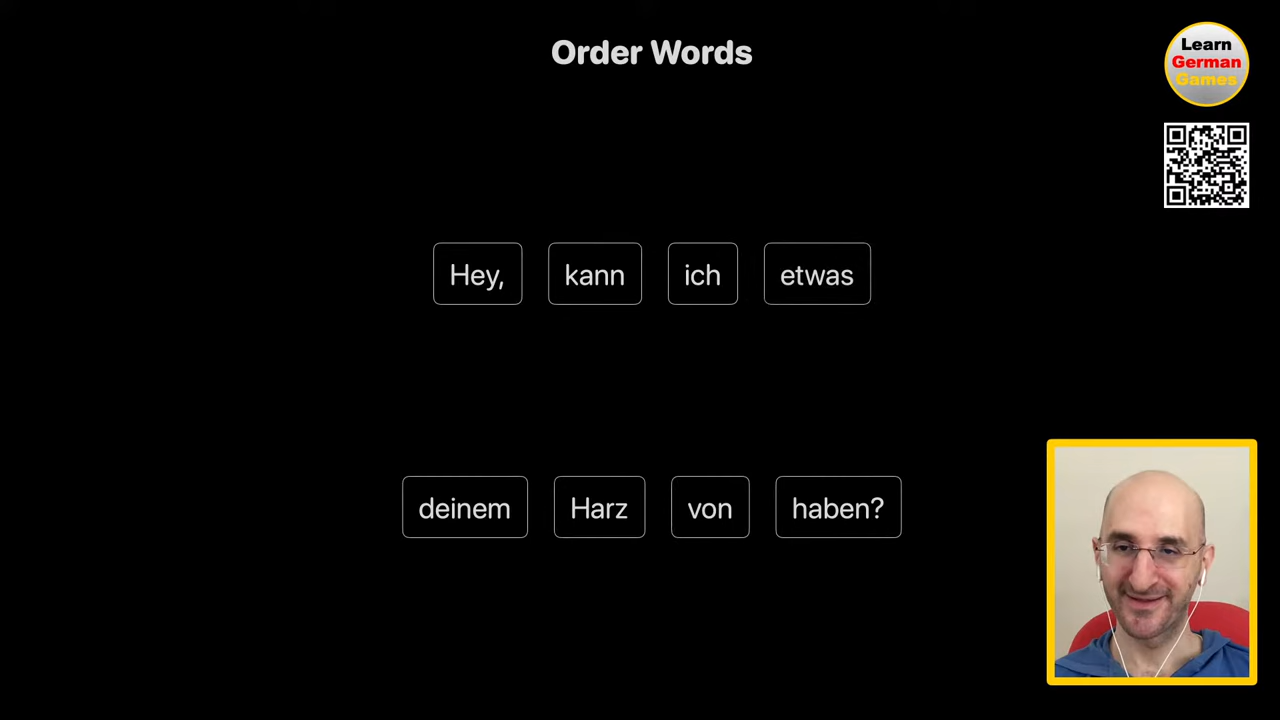 Order Words
Learn
German
Games
Hey, kann ich etwas
deinem Harz von haben?